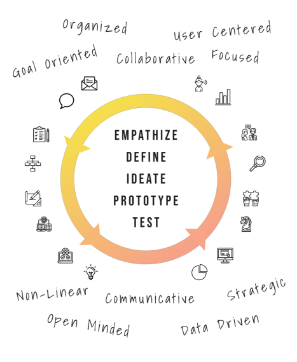 Organized
User Centered
Goal Oriented
Collaborative
Focused
EMPATHIZE
DEFINE
IDEATE
PROTOTYPE
TEST
Non-Linear
Communicative
Strategic
Open Minded
Data Driven